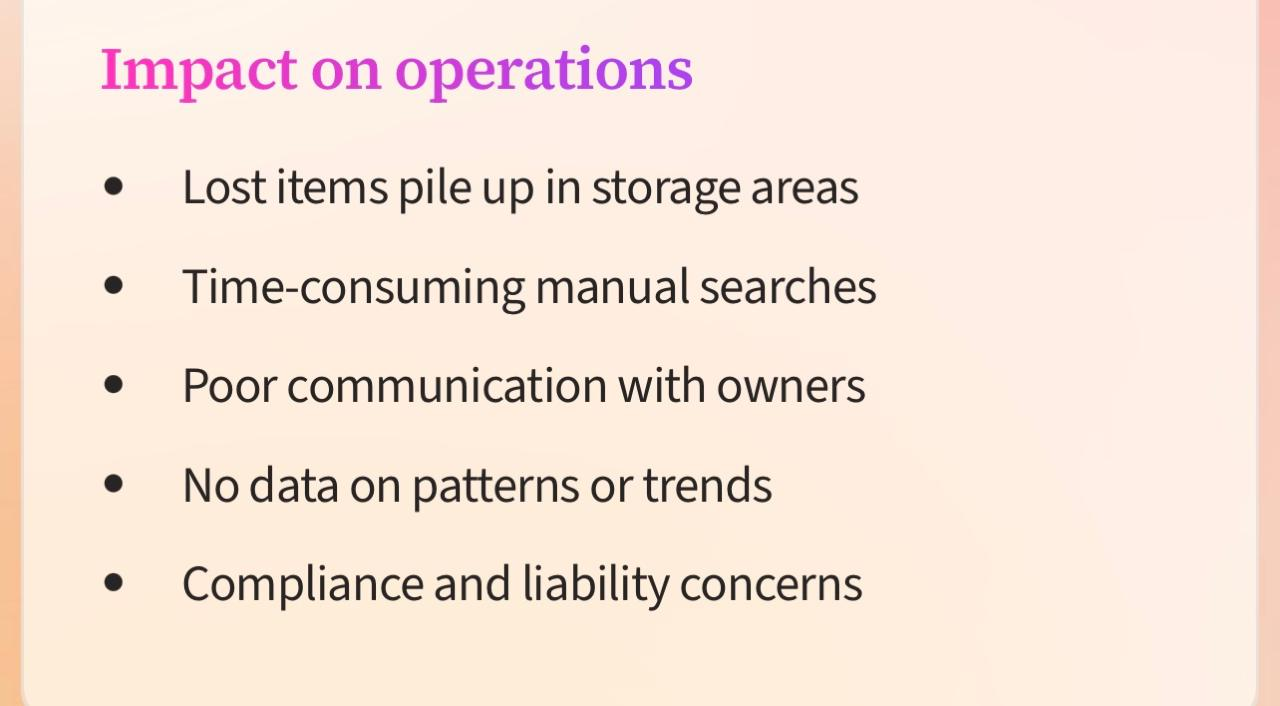 Impact on operations
• Lost items pile up in storage areas
• Time-consuming manual searches
• Poor communication with owners
• No data on patterns or trends
• Compliance and liability concerns